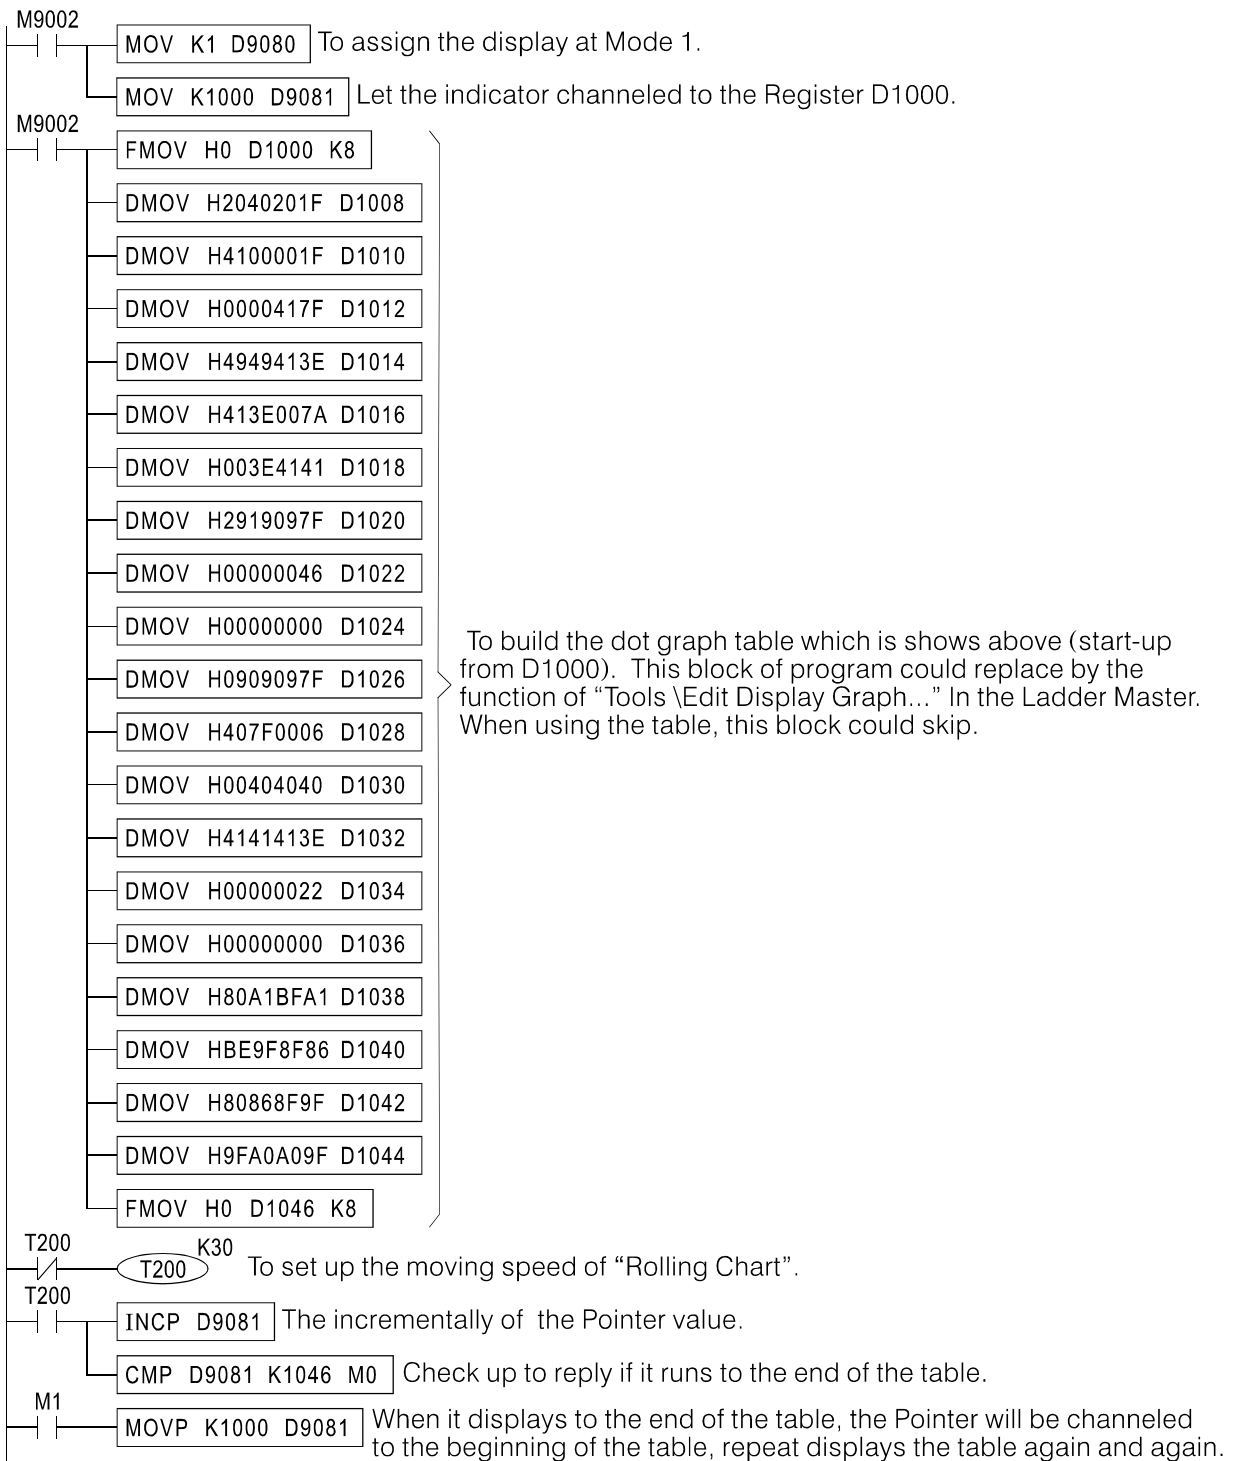 M9002
MOV K1 D9080 To assign the display at Mode 1.
MOV K1000 D9081 Let the indicator channeled to the Register D1000.
M9002
FMOV H0 D1000 K8
DMOV H2040201F D1008
DMOV H4100001F D1010
DMOV H0000417F D1012
DMOV H4949413E D1014
DMOV H413E007A D1016
DMOV H003E4141 D1018
DMOV H2919097F D1020
DMOV H00000046 D1022
DMOV H00000000 D1024
DMOV H0909097F D1026
DMOV H407F0006 D1028
DMOV H00404040 D1030
DMOV H4141413E D1032
DMOV H00000022 D1034
DMOV H00000000 D1036
DMOV H80A1BFA1 D1038
DMOV HBE9F8F86 D1040
DMOV H80868F9F D1042
DMOV H9FA0A09F D1044
FMOV H0 D1046 K8
To build the dot graph table which is shows above (start-up
from D1000). This block of program could replace by the
function of “Tools \Edit Display Graph...” In the Ladder Master.
When using the table, this block could skip.
T200
T200 K30 To set up the moving speed of “Rolling Chart”.
T200
INCP D9081 The incrementally of the Pointer value.
CMP D9081 K1046 M0 Check up to reply if it runs to the end of the table.
M1
MOVP K1000 D9081 When it displays to the end of the table, the Pointer will be channeled
to the beginning of the table, repeat displays the table again and again.